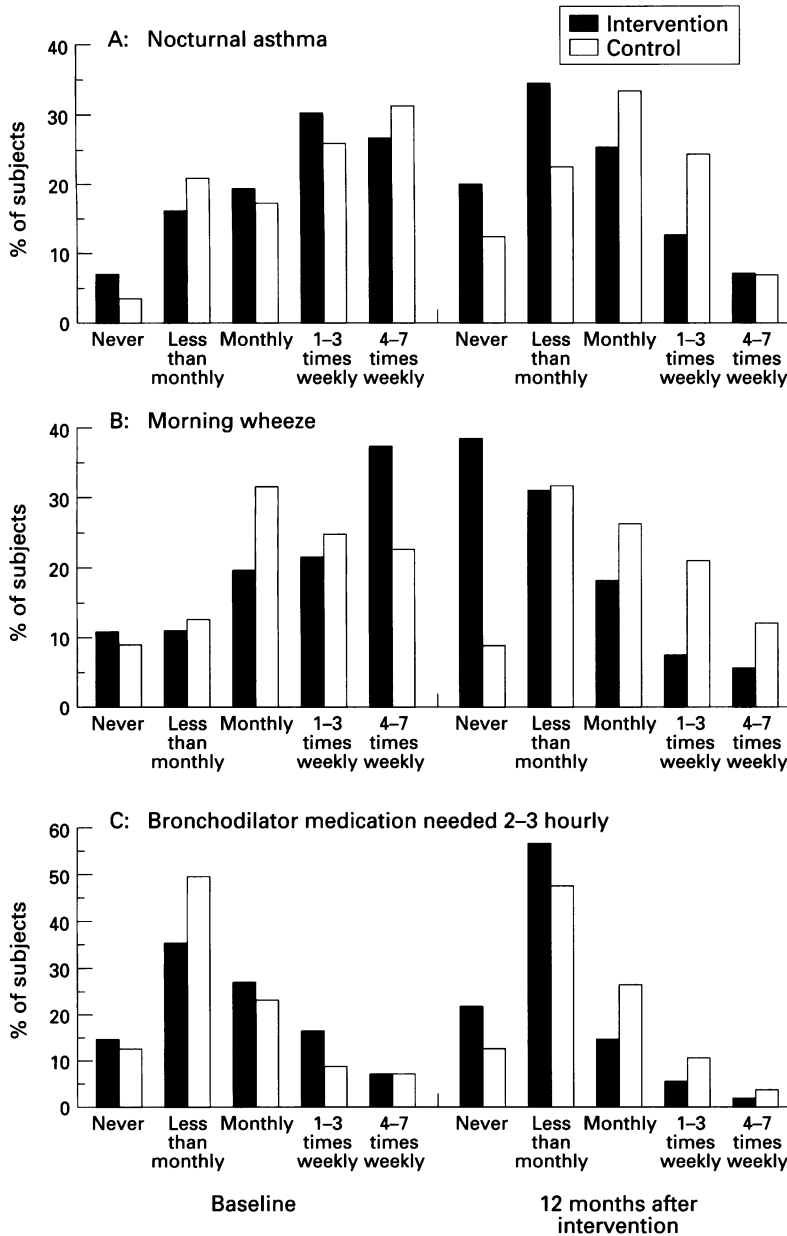 Intervention
Control
A: Nocturnal asthma
% of subjects
40
30
20
10
0
Never
Less than monthly
Monthly
1–3 times weekly
4–7 times weekly
Never
Less than monthly
Monthly
1–3 times weekly
4–7 times weekly
B: Morning wheeze
% of subjects
40
30
20
10
0
Never
Less than monthly
Monthly
1–3 times weekly
4–7 times weekly
Never
Less than monthly
Monthly
1–3 times weekly
4–7 times weekly
C: Bronchodilator medication needed 2–3 hourly
% of subjects
60
50
40
30
20
10
0
Never
Less than monthly
Monthly
1–3 times weekly
4–7 times weekly
Never
Less than monthly
Monthly
1–3 times weekly
4–7 times weekly
Baseline
12 months after
intervention